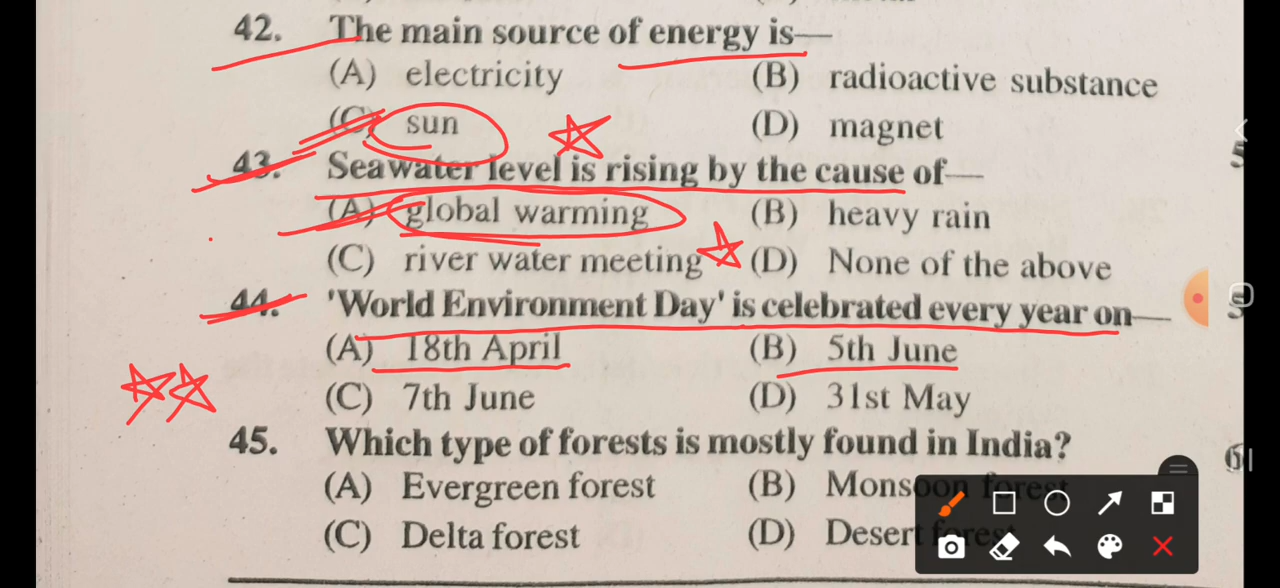 42. The main source of energy is—
(A) electricity (B) radioactive substance
(C) sun (D) magnet
43. Seawater level is rising by the cause of—
(A) global warming (B) heavy rain
(C) river water meeting (D) None of the above
44. 'World Environment Day' is celebrated every year on—
(A) 18th April (B) 5th June
(C) 7th June (D) 31st May
45. Which type of forests is mostly found in India?
(A) Evergreen forest (B) Monsoon forest
(C) Delta forest (D) Desert forest